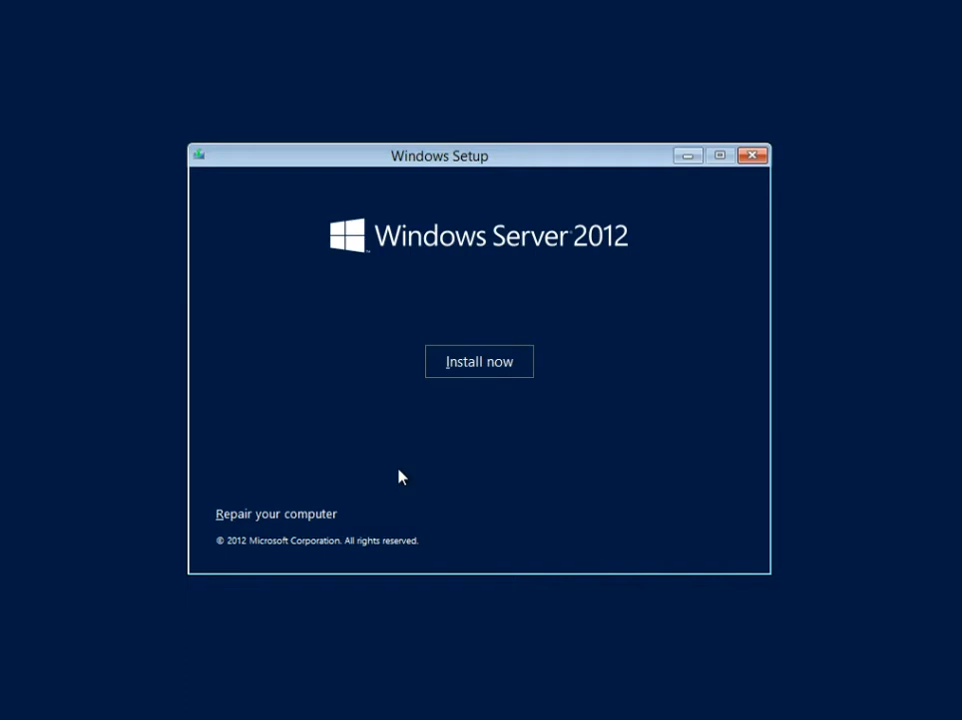 Windows Setup
Windows Server 2012
Install now
Repair your computer
© 2012 Microsoft Corporation. All rights reserved.